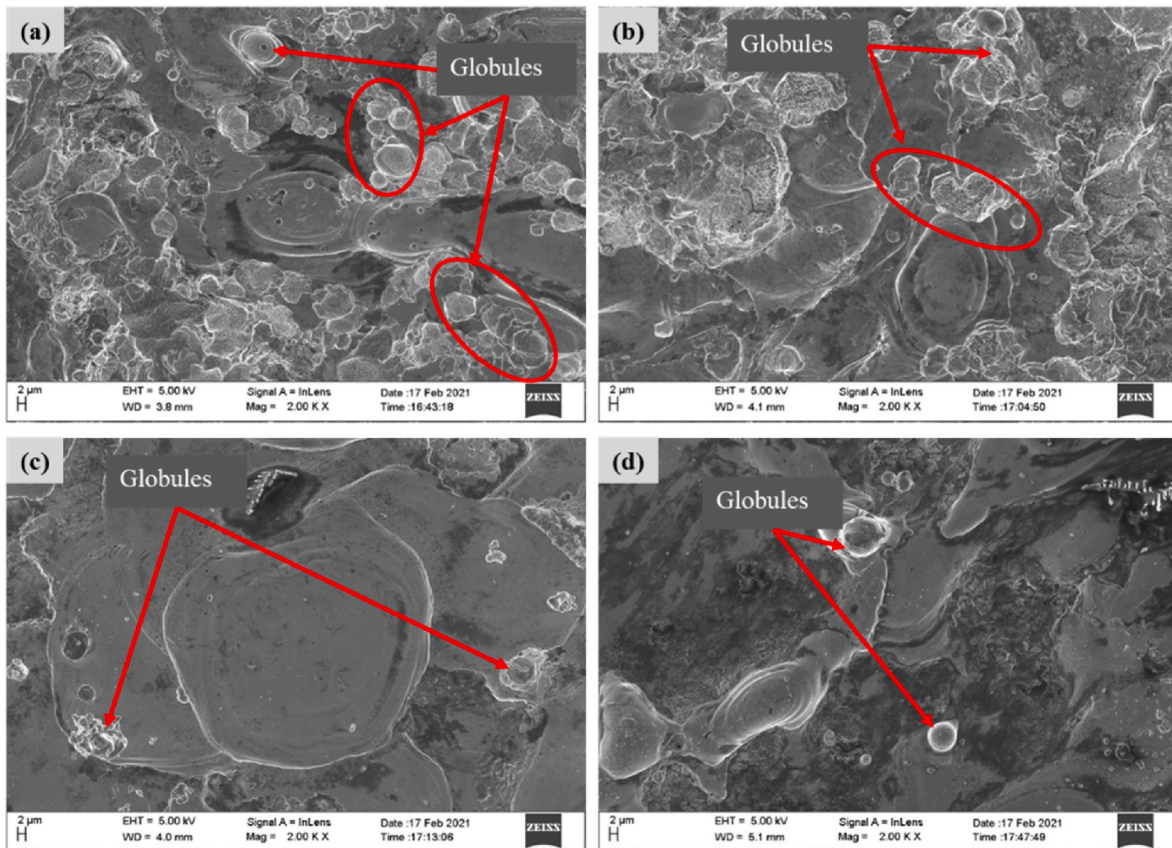 (a)
Globules
2 µm
EHT = 5.00 kV
Signal A = InLens
Date :17 Feb 2021
WD = 3.8 mm
Mag = 2.00 K X
Time :16:43:18
ZEISS
(b)
Globules
2 µm
EHT = 5.00 kV
Signal A = InLens
Date :17 Feb 2021
WD = 4.1 mm
Mag = 2.00 K X
Time :17:04:50
ZEISS
(c)
Globules
2 µm
EHT = 5.00 kV
Signal A = InLens
Date :17 Feb 2021
WD = 4.0 mm
Mag = 2.00 K X
Time :17:13:06
ZEISS
(d)
Globules
2 µm
EHT = 5.00 kV
Signal A = InLens
Date :17 Feb 2021
WD = 5.1 mm
Mag = 2.00 K X
Time :17:47:49
ZEISS